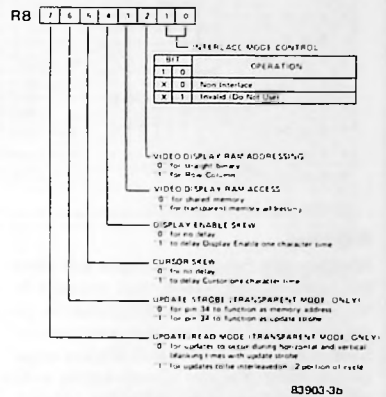 R8 7 6 5 4 3 2 1 0
INTERLACE MODE CONTROL
BIT OPERATION
1 0
X 0 Non Interlace
X 1 Invalid (Do Not Use)
VIDEO DISPLAY RAM ADDRESSING
"0" for straight binary
"1" for Row Column
VIDEO DISPLAY RAM ACCESS
"0" for shared memory
"1" for transparent memory addressing
DISPLAY ENABLE SKEW
"0" for no delay
"1" to delay Display Enable one character time
CURSOR SKEW
"0" for no delay
"1" to delay Cursor one character time
UPDATE STROBE (TRANSPARENT MODE ONLY)
"0" for pin 34 to function as memory address
"1" for pin 34 to function as update strobe
UPDATE/READ MODE (TRANSPARENT MODE ONLY)
"0" for updates to occur during horizontal and vertical
blanking times with update strobe
"1" for updates to be interleaved on 2 portion of cycle
83903-3b